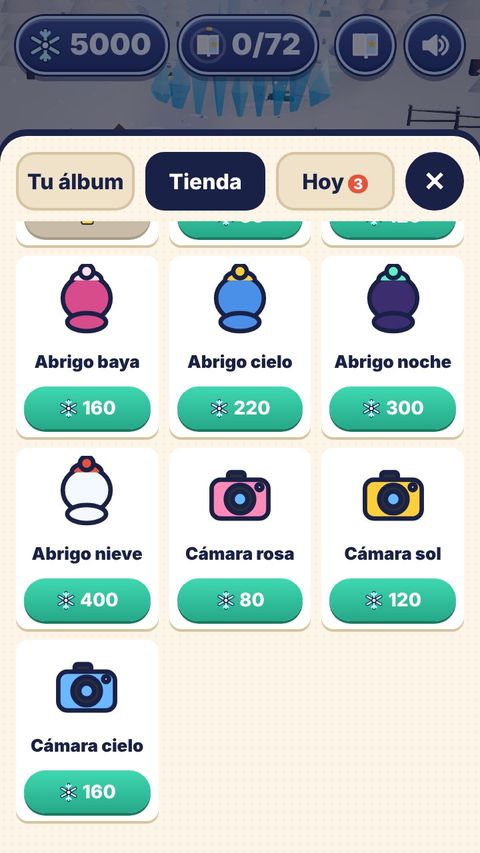 5000
0/72
Tu álbum
Tienda
Hoy 3
Abrigo baya
Abrigo cielo
Abrigo noche
160
220
300
Abrigo nieve
Cámara rosa
Cámara sol
400
80
120
Cámara cielo
160